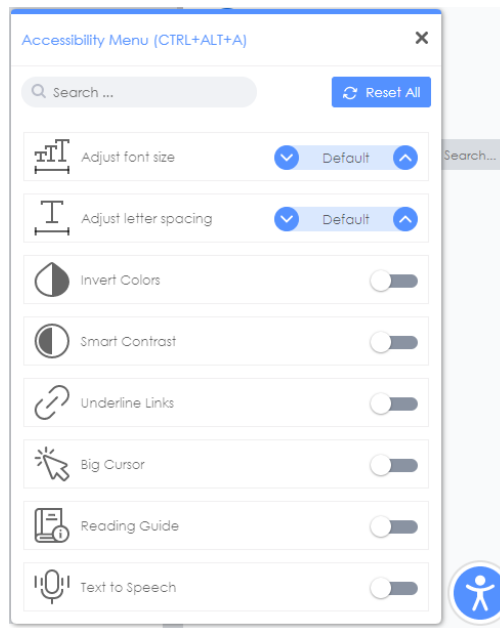 Accessibility Menu (CTRL+ALT+A)
Search ...
Reset All
Adjust font size
Default
Search...
Adjust letter spacing
Default
Invert Colors
Smart Contrast
Underline Links
Big Cursor
Reading Guide
Text to Speech